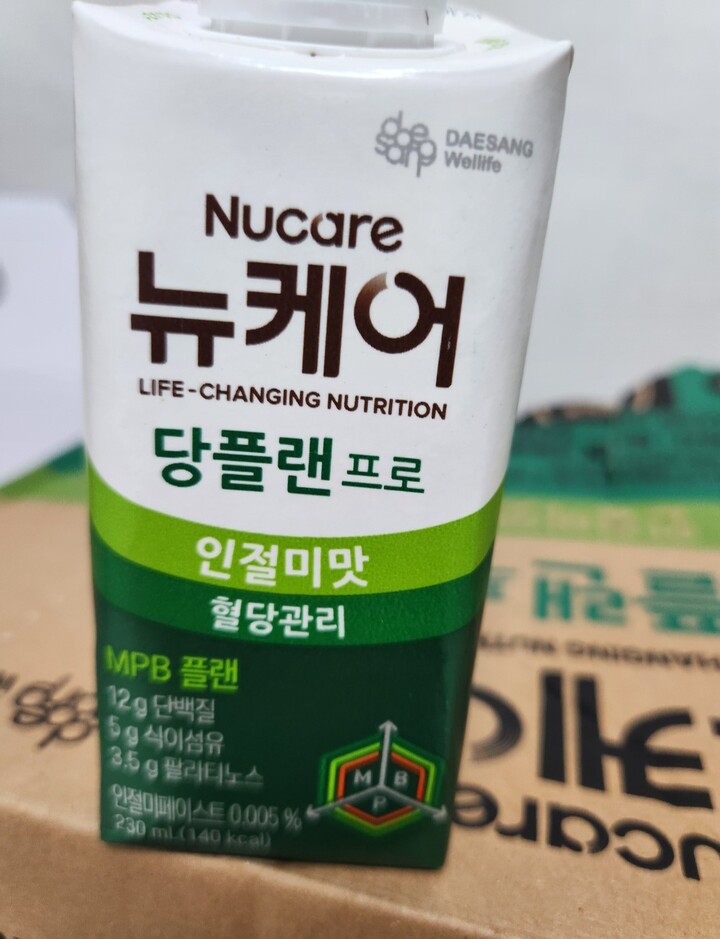 daesang
DAESANG
Wellife
Nucare
뉴케어
LIFE-CHANGING NUTRITION
당플랜 프로
인절미맛
혈당관리
MPB 플랜
12 g 단백질
5 g 식이섬유
3.5 g 팔라티노스
인절미페이스트 0.005 %
230 mL(140 kcal)
M B
P